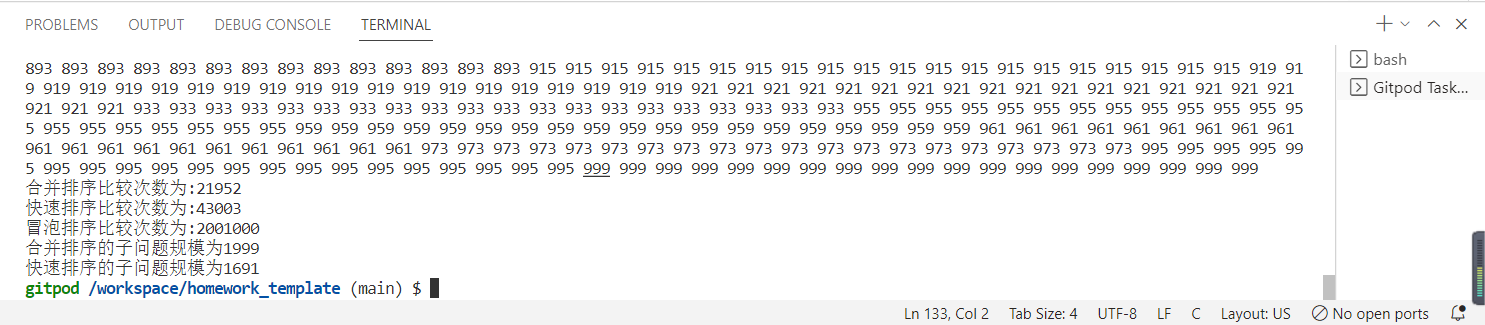 PROBLEMS OUTPUT DEBUG CONSOLE TERMINAL
893 893 893 893 893 893 893 893 893 893 893 893 893 893 915 915 915 915 915 915 915 915 915 915 915 915 915 915 915 915 915 915 915 915 919 91
9 919 919 919 919 919 919 919 919 919 919 919 919 919 919 919 919 919 919 921 921 921 921 921 921 921 921 921 921 921 921 921 921 921 921 921
921 921 921 933 933 933 933 933 933 933 933 933 933 933 933 933 933 933 933 933 933 933 933 955 955 955 955 955 955 955 955 955 955 955 955 95
5 955 955 955 955 955 955 955 959 959 959 959 959 959 959 959 959 959 959 959 959 959 959 959 959 959 959 961 961 961 961 961 961 961 961 961
961 961 961 961 961 961 961 961 961 961 961 973 973 973 973 973 973 973 973 973 973 973 973 973 973 973 973 973 973 973 973 995 995 995 995 99
5 995 995 995 995 995 995 995 995 995 995 995 995 995 995 995 999 999 999 999 999 999 999 999 999 999 999 999 999 999 999 999 999 999 999
合并排序比较次数为:21952
快速排序比较次数为:43003
冒泡排序比较次数为:2001000
合并排序的子问题规模为1999
快速排序的子问题规模为1691
gitpod /workspace/homework_template (main) $
bash
Gitpod Task...
Ln 133, Col 2 Tab Size: 4 UTF-8 LF C Layout: US No open ports